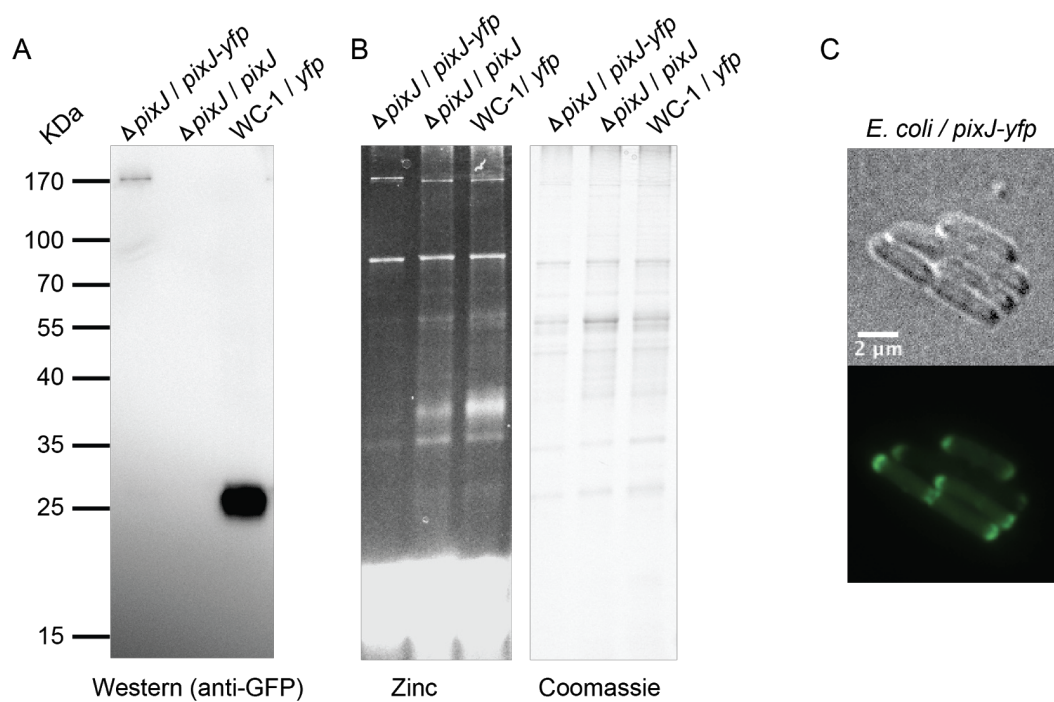 A
B
C
KDa
ΔpixJ / pixJ-yfp
ΔpixJ / pixJ
WC-1 / yfp
ΔpixJ / pixJ-yfp
ΔpixJ / pixJ
WC-1/ yfp
ΔpixJ / pixJ-yfp
ΔpixJ / pixJ
WC-1 / yfp
E. coli / pixJ-yfp
170
100
70
55
40
35
25
15
2 µm
Western (anti-GFP)
Zinc
Coomassie